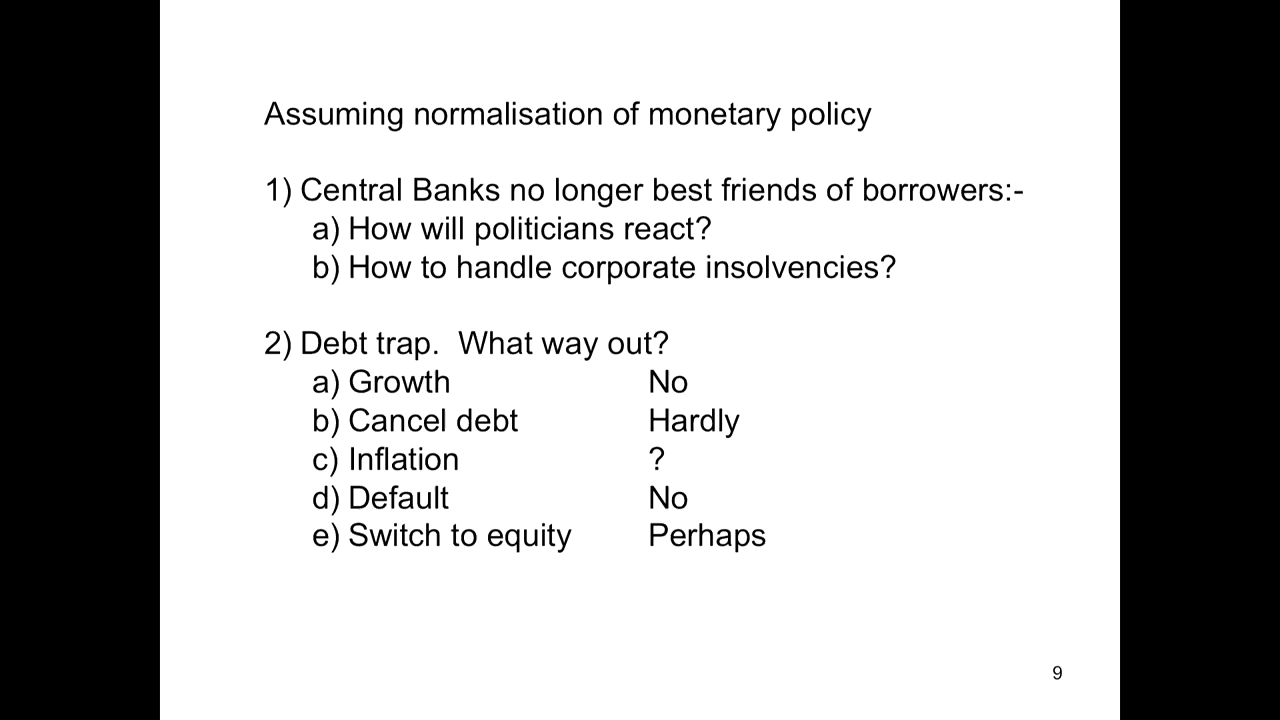 Assuming normalisation of monetary policy
1) Central Banks no longer best friends of borrowers:-
a) How will politicians react?
b) How to handle corporate insolvencies?
2) Debt trap.  What way out?
a) Growth No
b) Cancel debt Hardly
c) Inflation ?
d) Default No
e) Switch to equity Perhaps
9